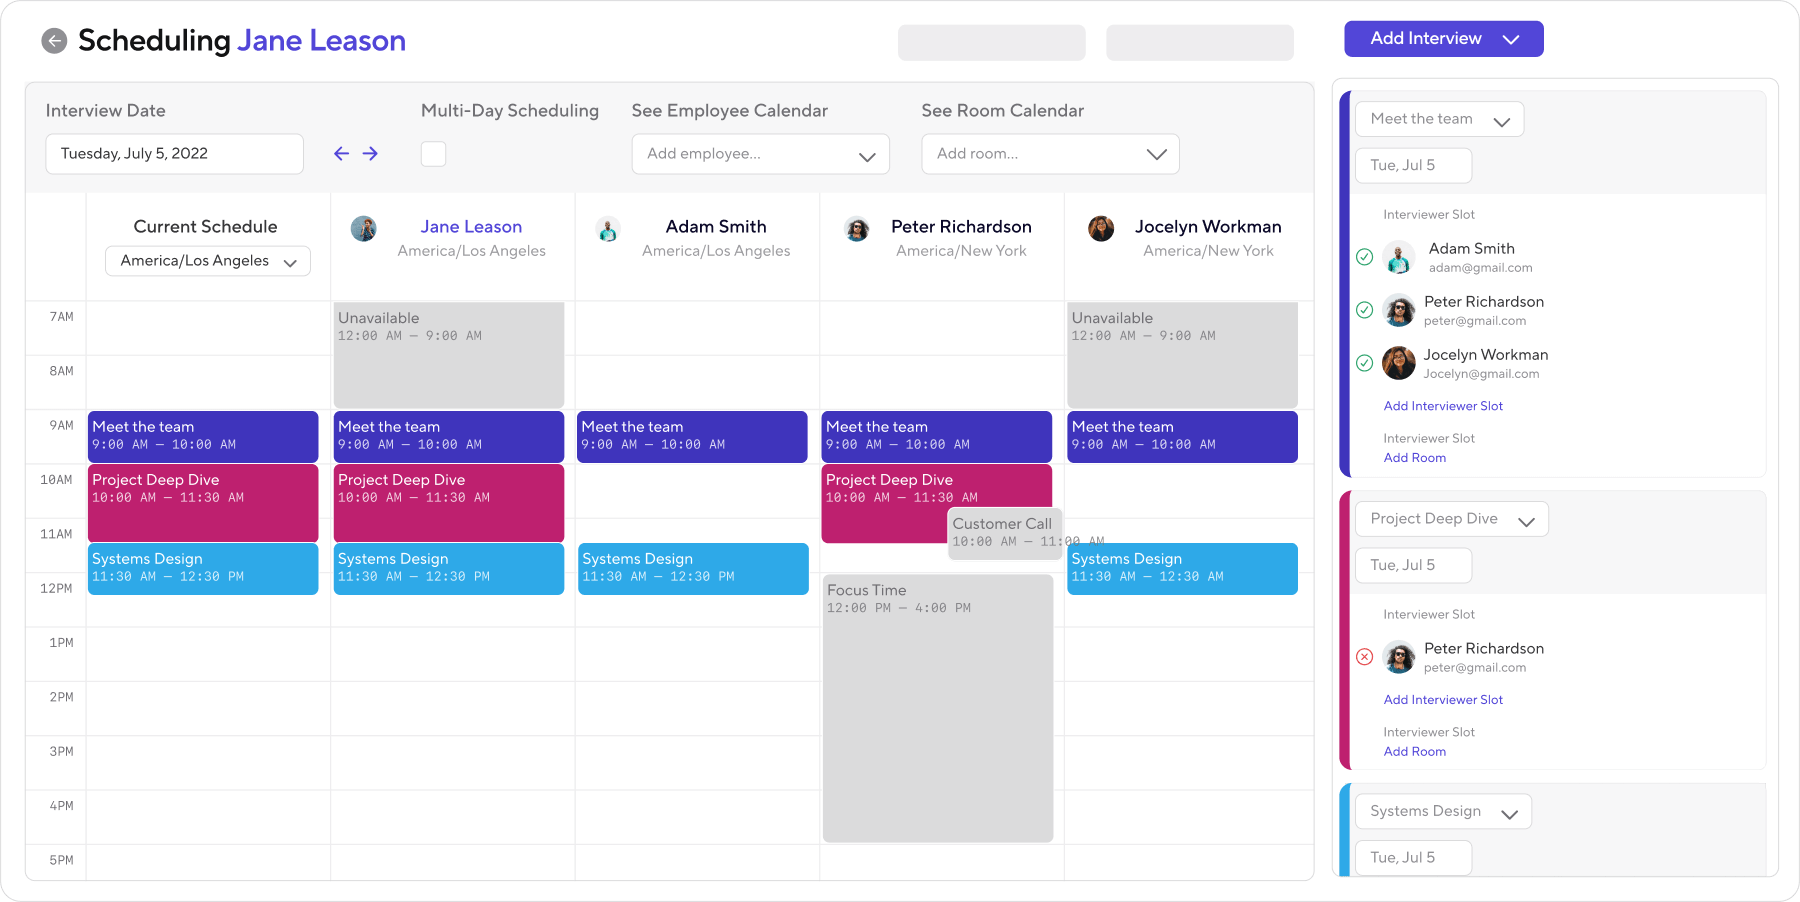 Scheduling Jane Leason
Add Interview
Interview Date
Multi-Day Scheduling
See Employee Calendar
See Room Calendar
Tuesday, July 5, 2022
Add employee...
Add room...
Current Schedule
America/Los Angeles
Jane Leason
America/Los Angeles
Adam Smith
America/Los Angeles
Peter Richardson
America/New York
Jocelyn Workman
America/New York
7AM
8AM
9AM
10AM
11AM
12PM
1PM
2PM
3PM
4PM
5PM
Meet the team
9:00 AM – 10:00 AM
Project Deep Dive
10:00 AM – 11:30 AM
Systems Design
11:30 AM – 12:30 PM
Unavailable
12:00 AM – 9:00 AM
Meet the team
9:00 AM – 10:00 AM
Project Deep Dive
10:00 AM – 11:30 AM
Systems Design
11:30 AM – 12:30 PM
Meet the team
9:00 AM – 10:00 AM
Systems Design
11:30 AM – 12:30 PM
Meet the team
9:00 AM – 10:00 AM
Project Deep Dive
10:00 AM – 11:30 AM
Customer Call
10:00 AM – 11:00 AM
Focus Time
12:00 PM – 4:00 PM
Unavailable
12:00 AM – 9:00 AM
Meet the team
9:00 AM – 10:00 AM
Systems Design
11:30 AM – 12:30 AM
Meet the team
Tue, Jul 5
Interviewer Slot
Adam Smith
adam@gmail.com
Peter Richardson
peter@gmail.com
Jocelyn Workman
Jocelyn@gmail.com
Add Interviewer Slot
Interviewer Slot
Add Room
Project Deep Dive
Tue, Jul 5
Interviewer Slot
Peter Richardson
peter@gmail.com
Add Interviewer Slot
Interviewer Slot
Add Room
Systems Design
Tue, Jul 5